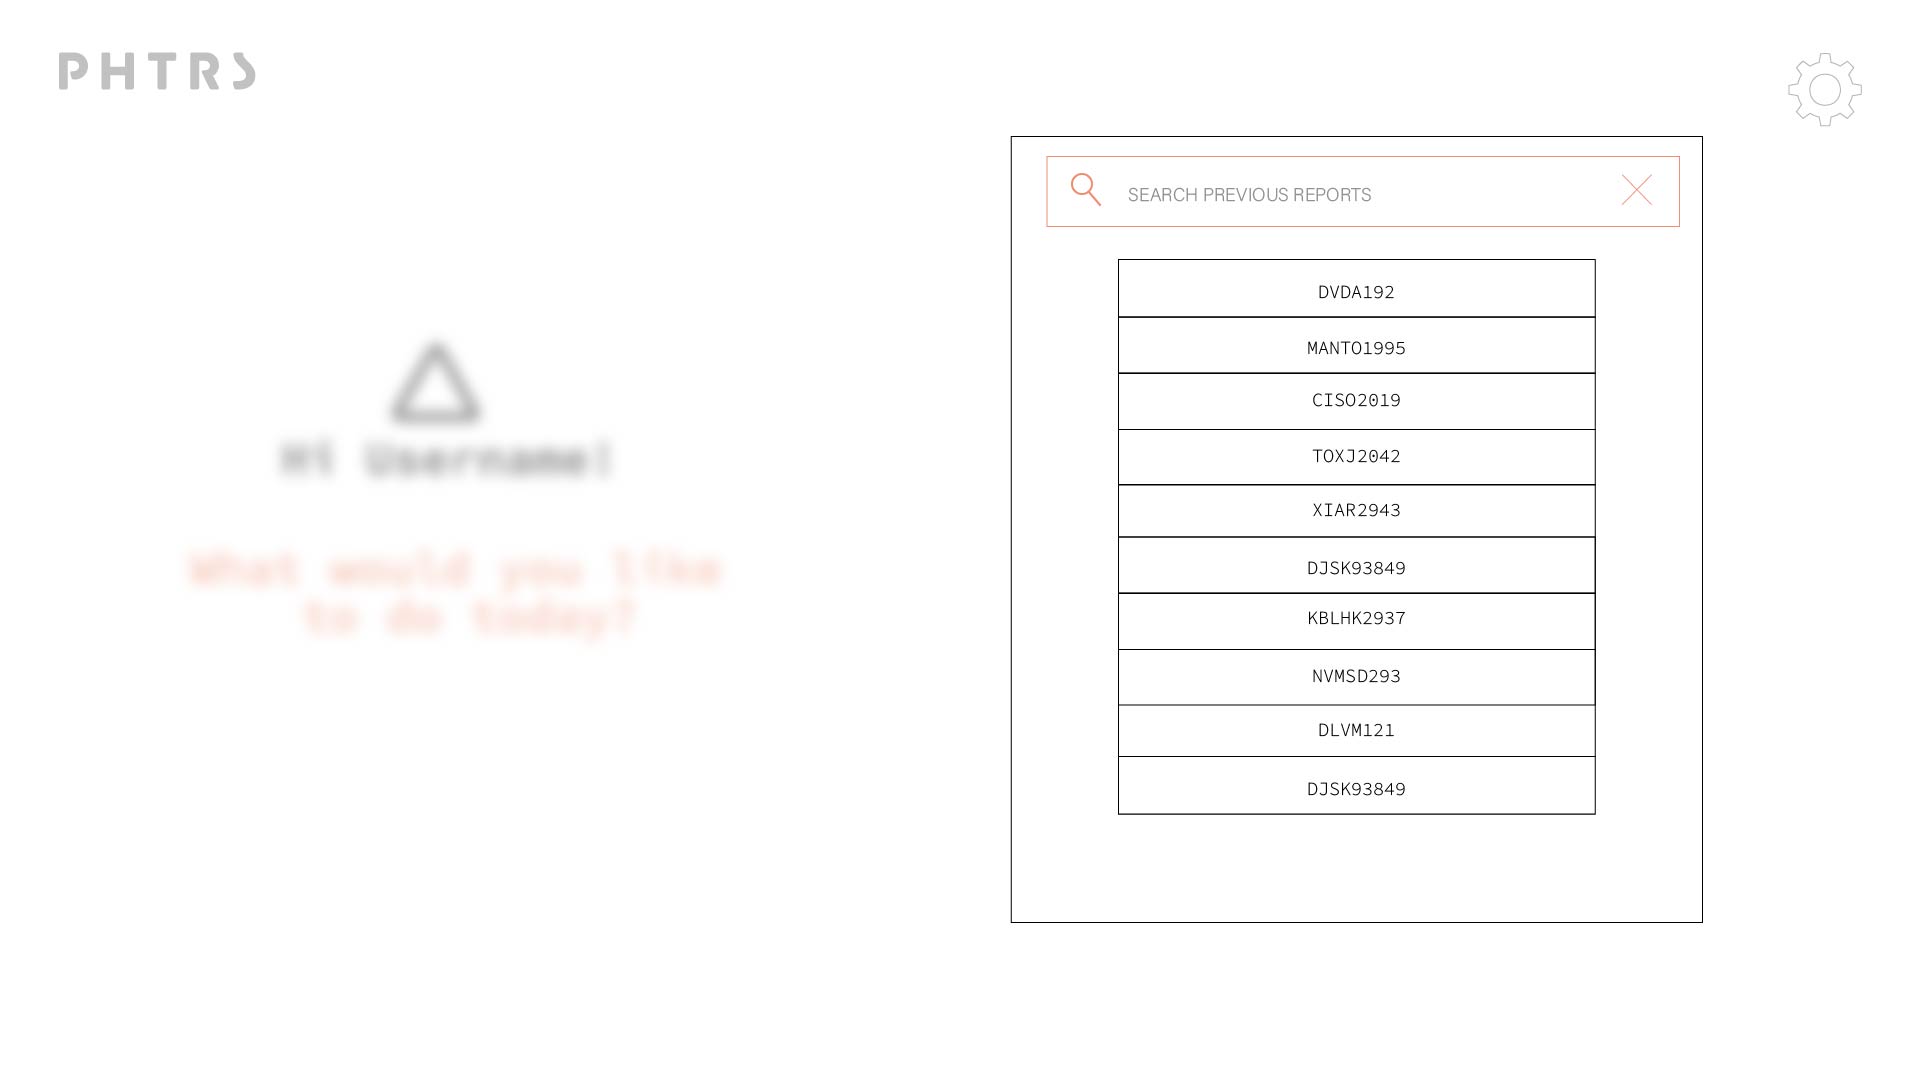 PHTRS
Hi Username!
What would you like
to do today?
SEARCH PREVIOUS REPORTS
DVDA192
MANTO1995
CISO2019
TOXJ2042
XIAR2943
DJSK93849
KBLHK2937
NVMSD293
DLVM121
DJSK93849